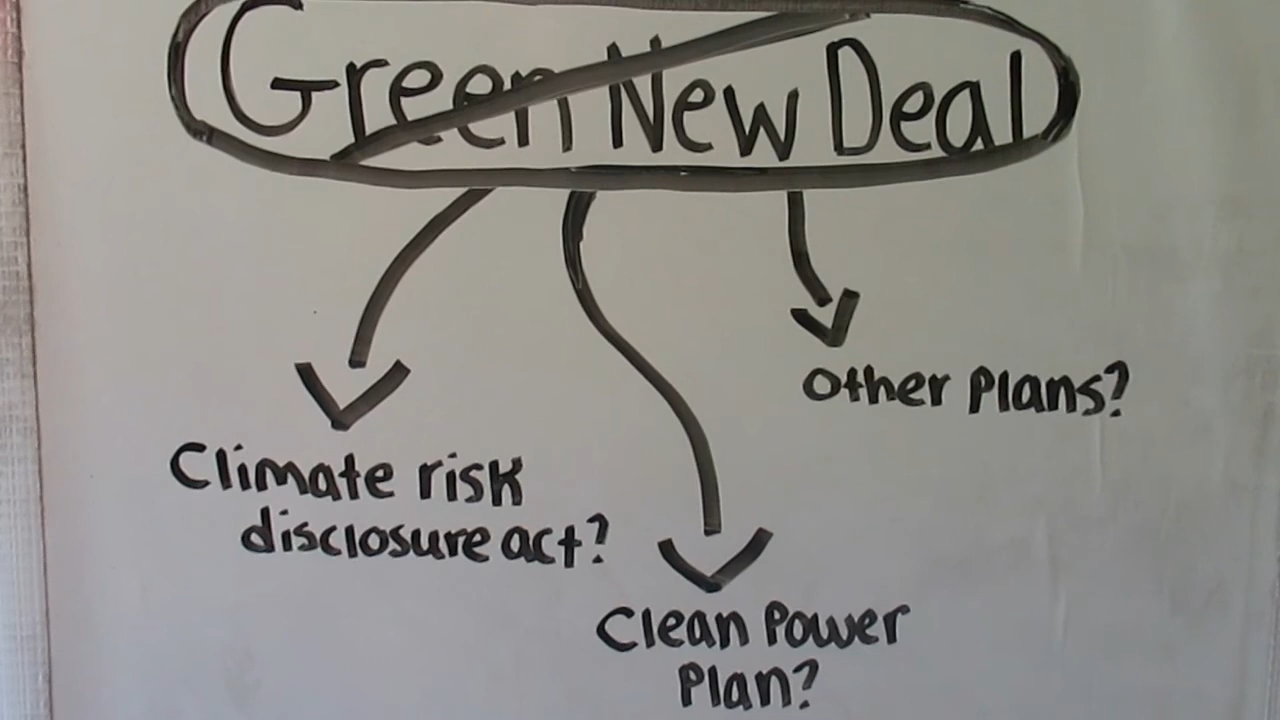 Green New Deal
Other Plans?
Climate risk
disclosure act?
Clean Power
Plan?